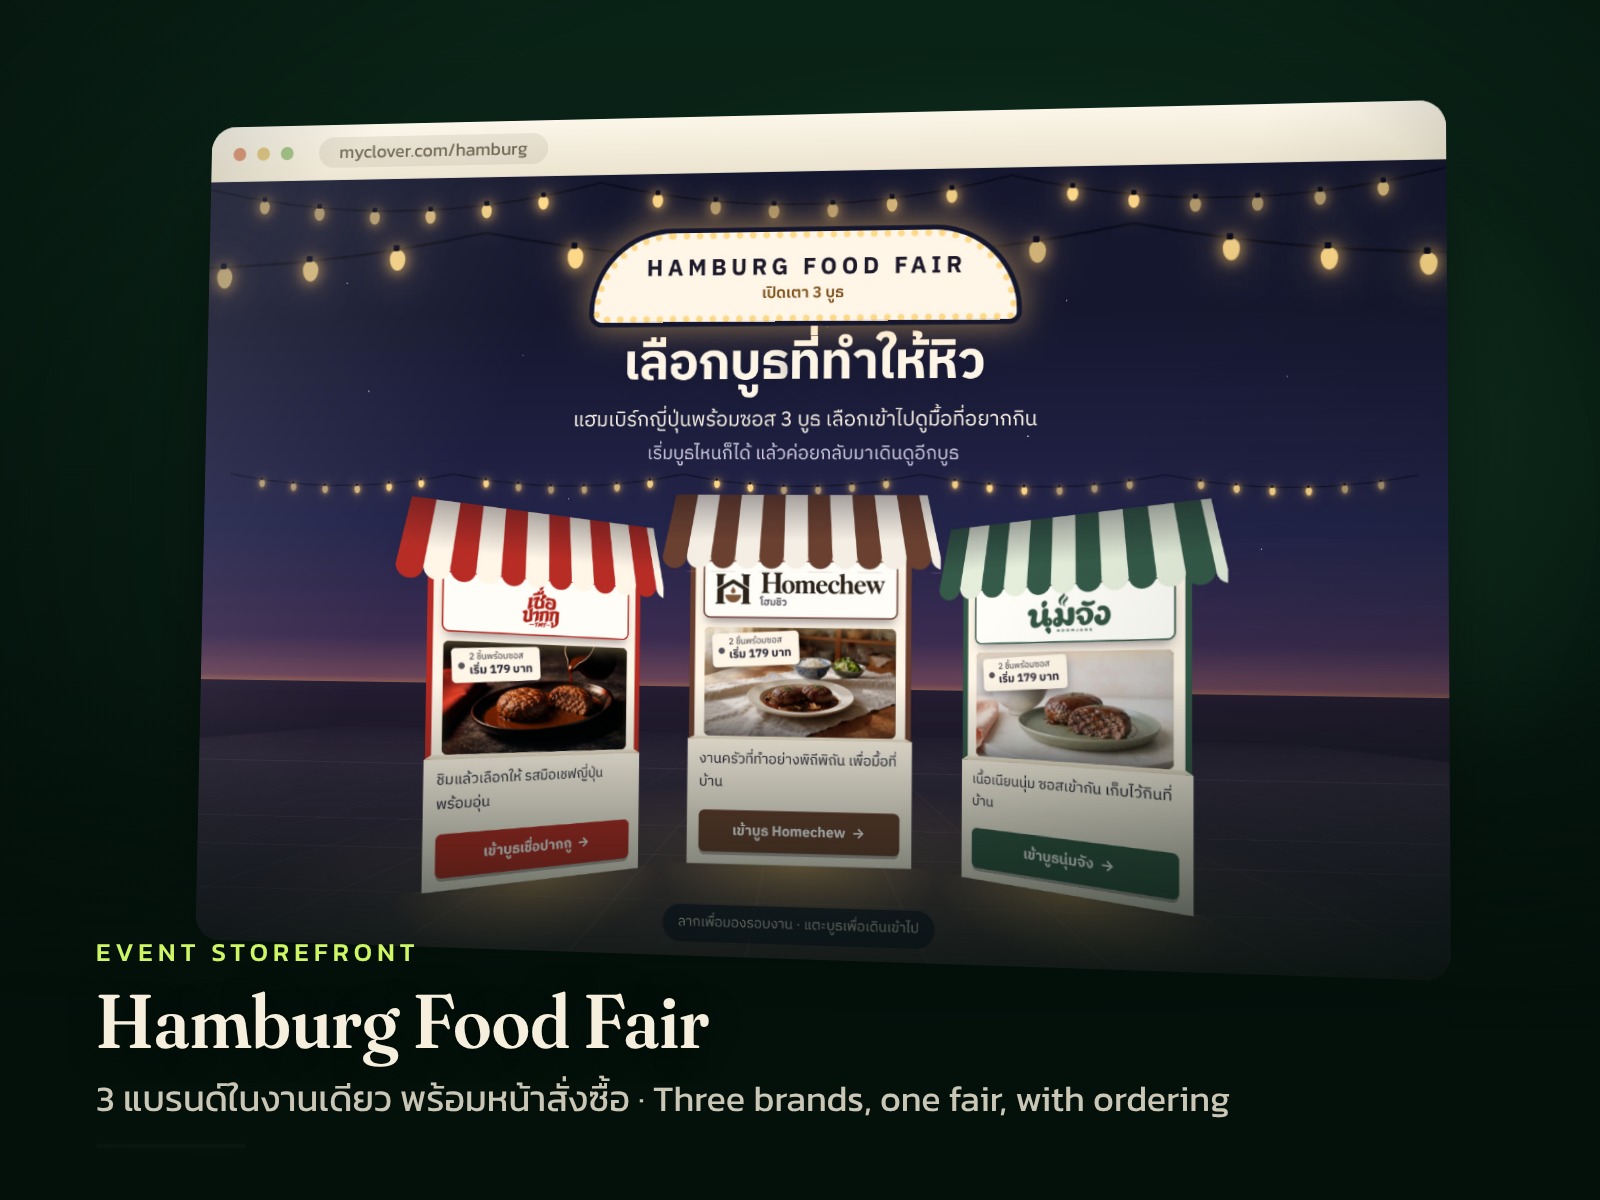 myclover.com/hamburg
HAMBURG FOOD FAIR
เปิดเตา 3 บูธ
เลือกบูธที่ทำให้หิว
แฮมเบิร์กญี่ปุ่นพร้อมซอส 3 บูธ เลือกเข้าไปดูมื้อที่อยากกิน
เริ่มบูธไหนก็ได้ แล้วค่อยกลับมาเดินดูอีกบูธ
เชื่อ
ปากกู
2 ชิ้นพร้อมซอส
เริ่ม 179 บาท
ชิมแล้วเลือกให้ รสมือเชฟญี่ปุ่น
พร้อมอุ่น
เข้าบูธเชื่อปากกู →
Homechew
โฮมชิว
2 ชิ้นพร้อมซอส
เริ่ม 179 บาท
งานครัวที่ทำอย่างพิถีพิถัน เพื่อมื้อที่
บ้าน
เข้าบูธ Homechew →
นุ่มจัง
2 ชิ้นพร้อมซอส
เริ่ม 179 บาท
เนื้อเนียนนุ่ม ซอสเข้ากัน เก็บไว้กินที่
บ้าน
เข้าบูธนุ่มจัง →
ลากเพื่อมองรอบงาน · แตะบูธเพื่อเดินเข้าไป
EVENT STOREFRONT
Hamburg Food Fair
3 แบรนด์ในงานเดียว พร้อมหน้าสั่งซื้อ · Three brands, one fair, with ordering